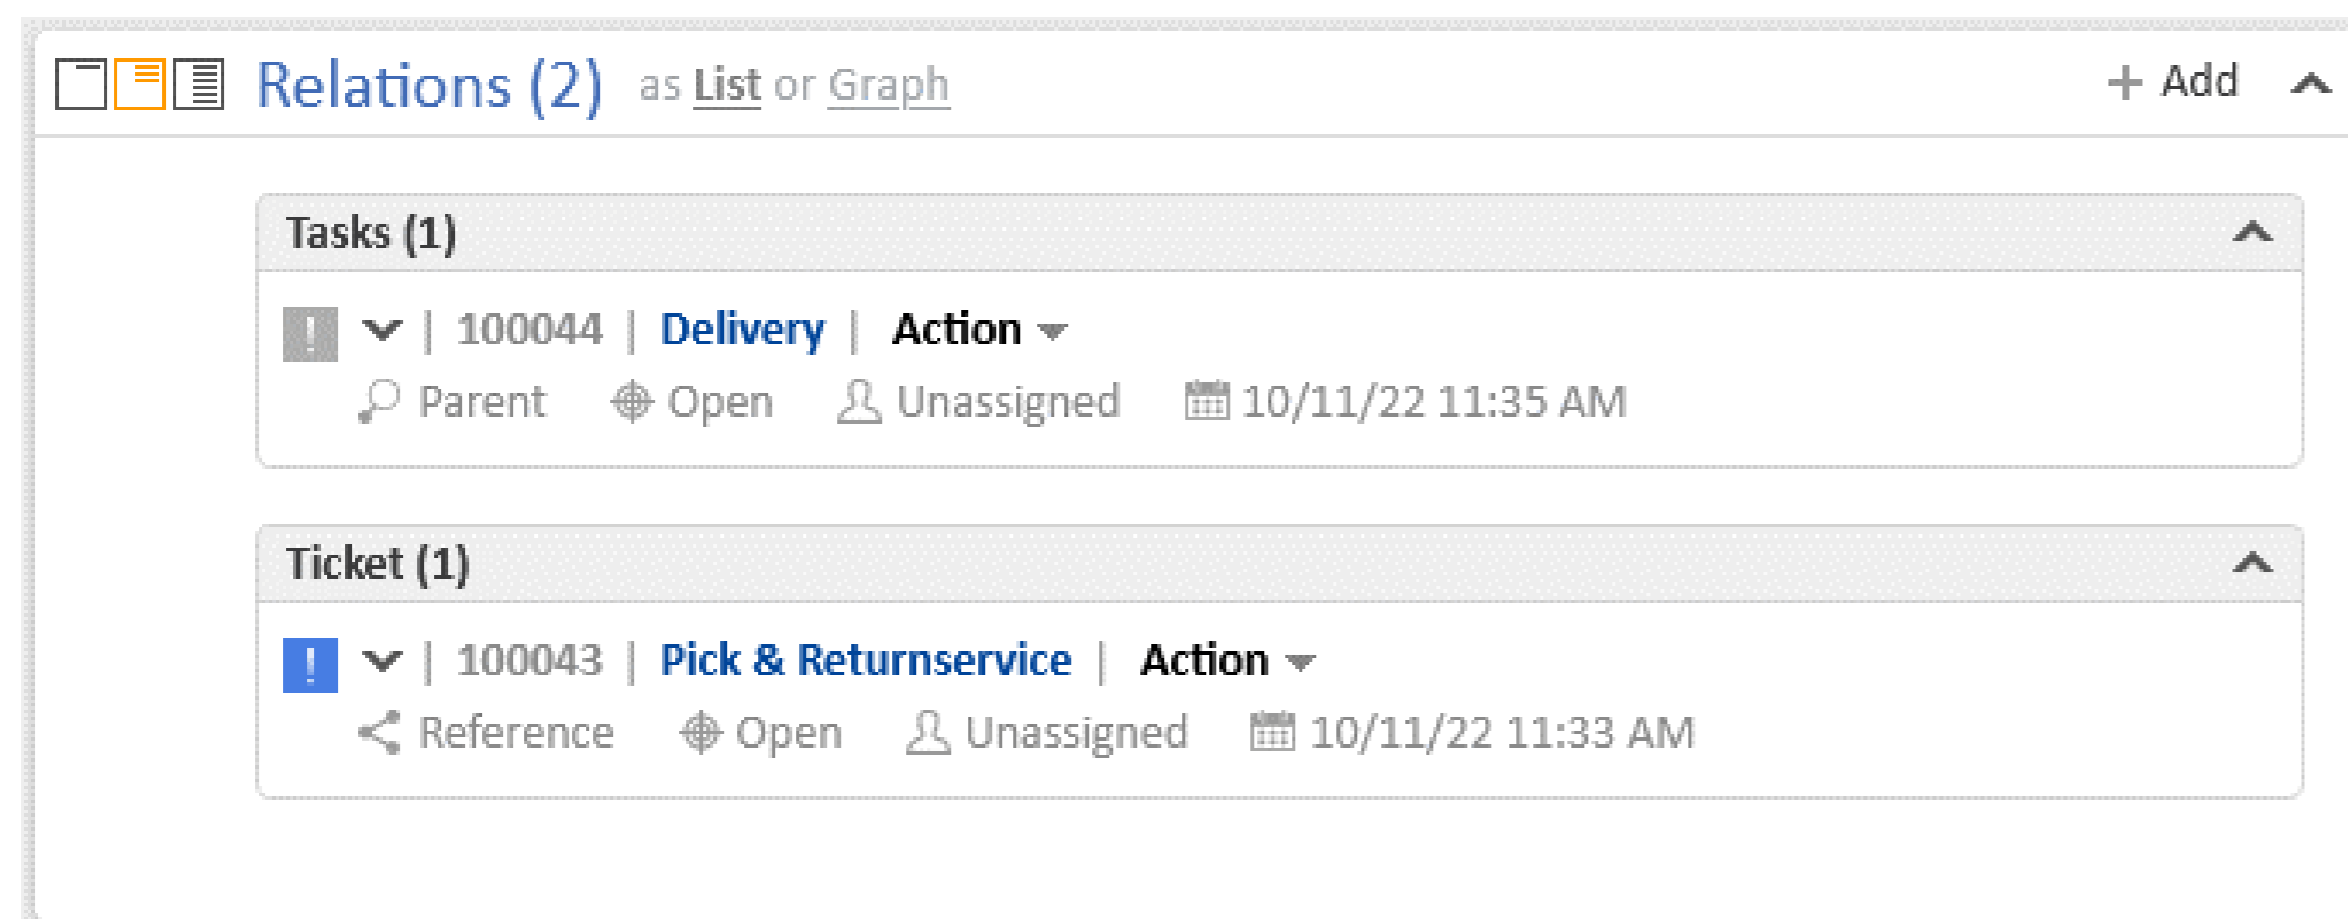 Relations (2) as List or Graph + Add
Tasks (1)
! | 100044 | Delivery | Action
Parent Open Unassigned 10/11/22 11:35 AM
Ticket (1)
! | 100043 | Pick & Returnservice | Action
Reference Open Unassigned 10/11/22 11:33 AM